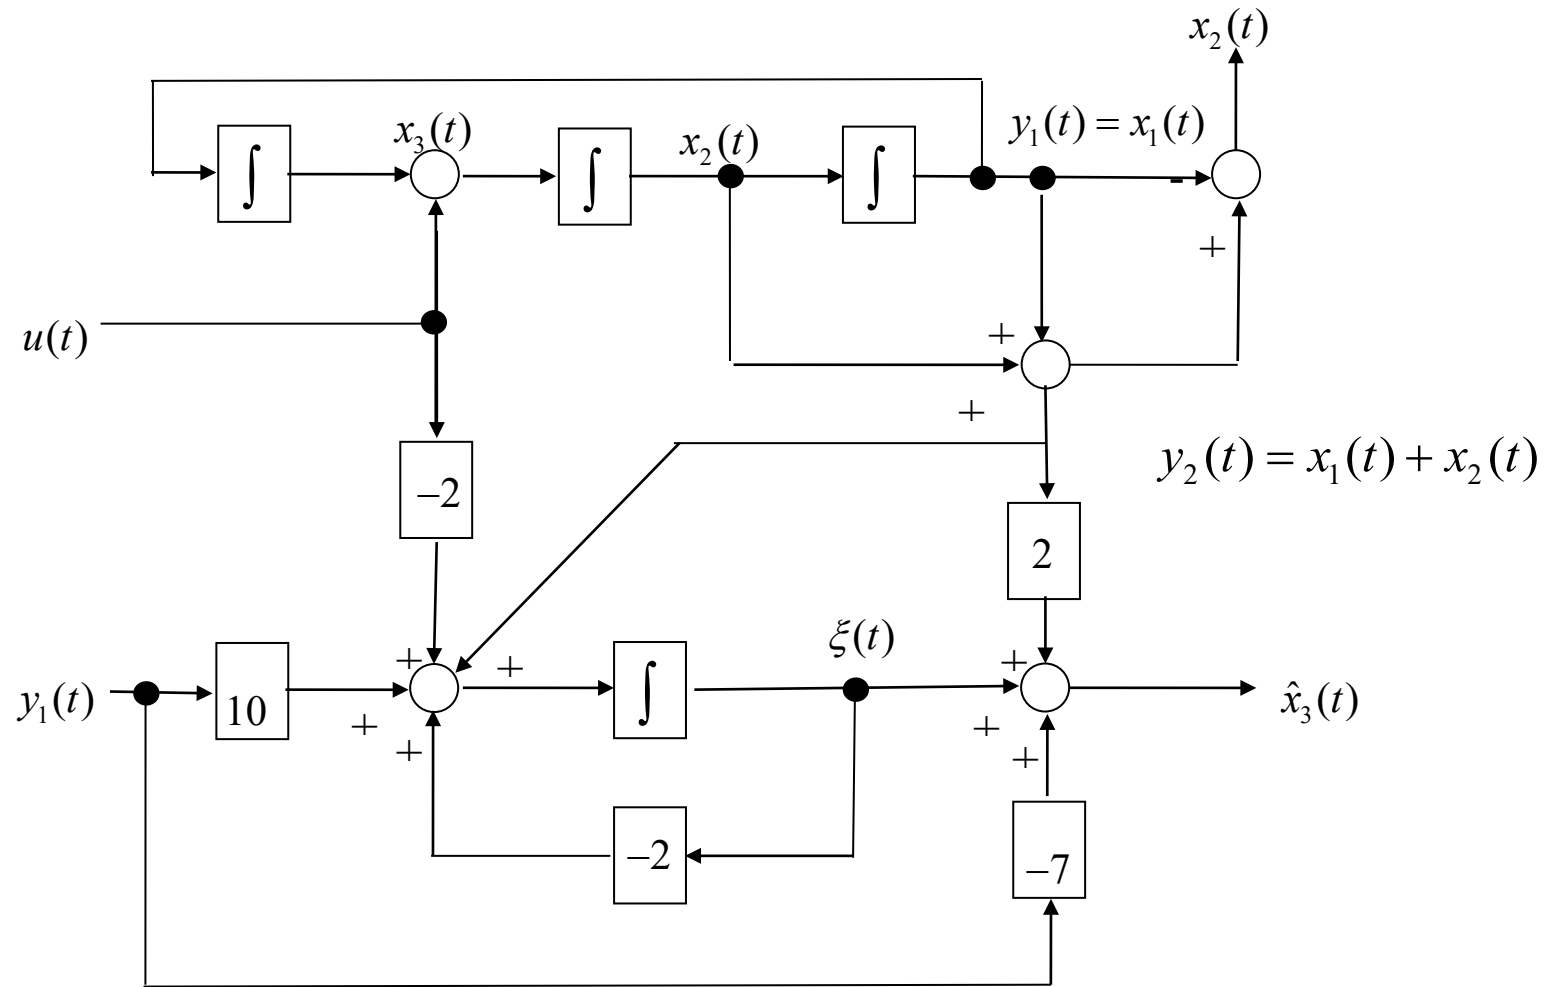 x₂(t)
x₃(t)
x₂(t)
y₁(t) = x₁(t)
∫
∫
∫
-
+
u(t)
+
+
y₂(t) = x₁(t) + x₂(t)
−2
2
ξ(t)
y₁(t)
10
+
+
∫
+
x̂₃(t)
+
+
+
+
−2
−7